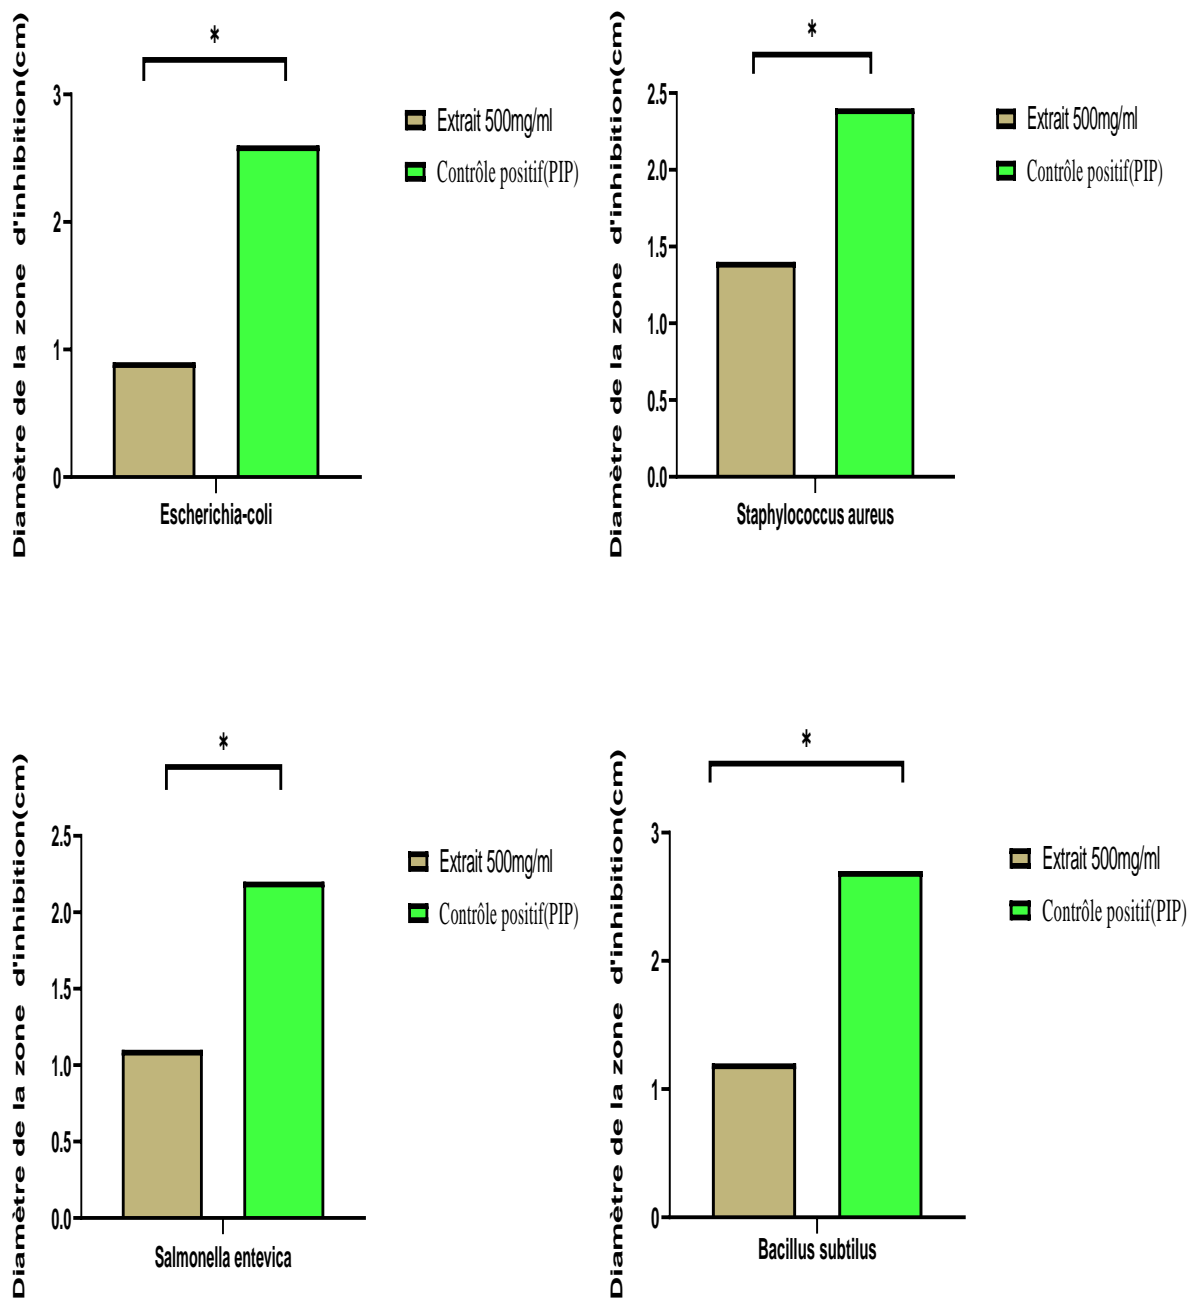 *
Diamètre de la zone d'inhibition(cm)
3
2
1
0
Escherichia-coli
Extrait 500mg/ml
Contrôle positif(PIP)
*
Diamètre de la zone d'inhibition(cm)
2.5
2.0
1.5
1.0
0.5
0.0
Staphylococcus aureus
Extrait 500mg/ml
Contrôle positif(PIP)
*
Diamètre de la zone d'inhibition(cm)
2.5
2.0
1.5
1.0
0.5
0.0
Salmonella entevica
Extrait 500mg/ml
Contrôle positif(PIP)
*
Diamètre de la zone d'inhibition(cm)
3
2
1
0
Bacillus subtilus
Extrait 500mg/ml
Contrôle positif(PIP)